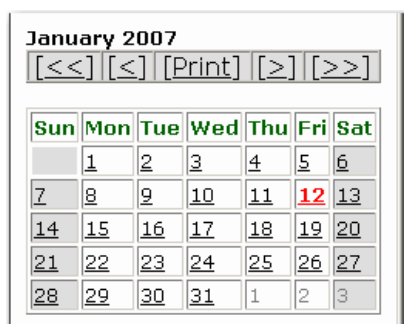 January 2007
[<<] [<] [Print] [>] [>>]
Sun Mon Tue Wed Thu Fri Sat
1 2 3 4 5 6
7 8 9 10 11 12 13
14 15 16 17 18 19 20
21 22 23 24 25 26 27
28 29 30 31 1 2 3